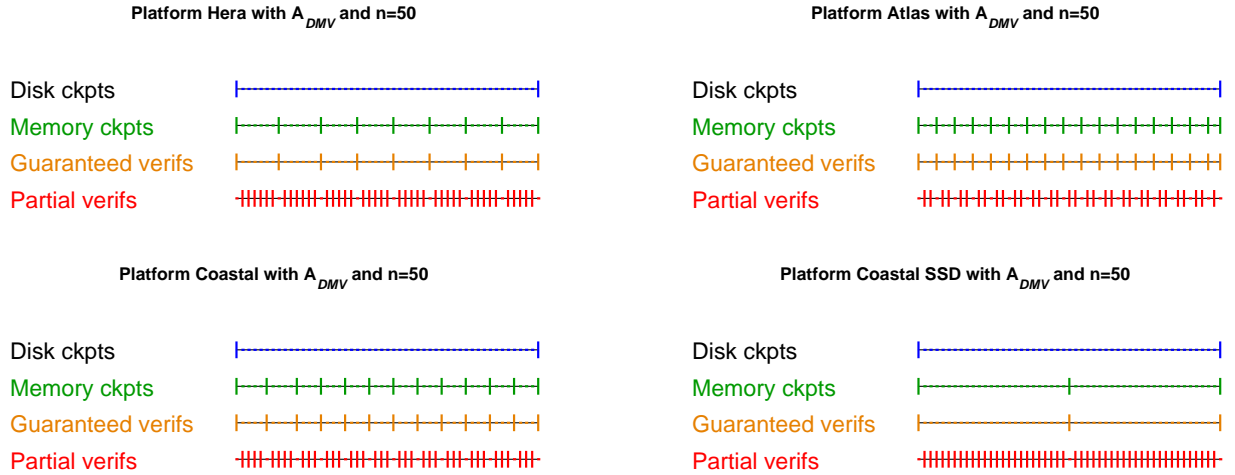 Platform Hera with A_DMV and n=50
Disk ckpts
Memory ckpts
Guaranteed verifs
Partial verifs
Platform Atlas with A_DMV and n=50
Disk ckpts
Memory ckpts
Guaranteed verifs
Partial verifs
Platform Coastal with A_DMV and n=50
Disk ckpts
Memory ckpts
Guaranteed verifs
Partial verifs
Platform Coastal SSD with A_DMV and n=50
Disk ckpts
Memory ckpts
Guaranteed verifs
Partial verifs